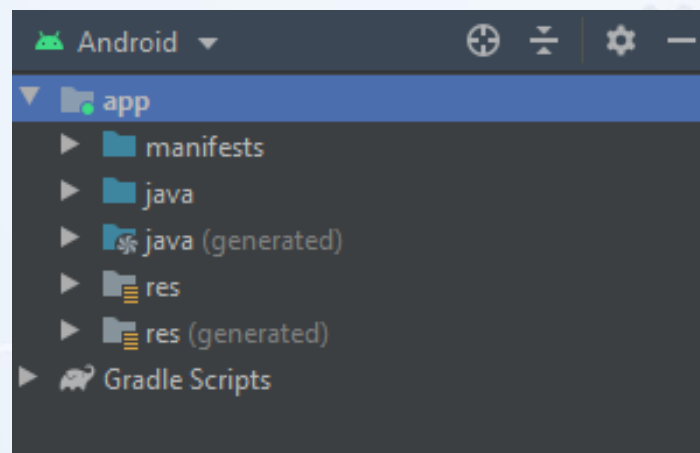 Android
app
manifests
java
java (generated)
res
res (generated)
Gradle Scripts